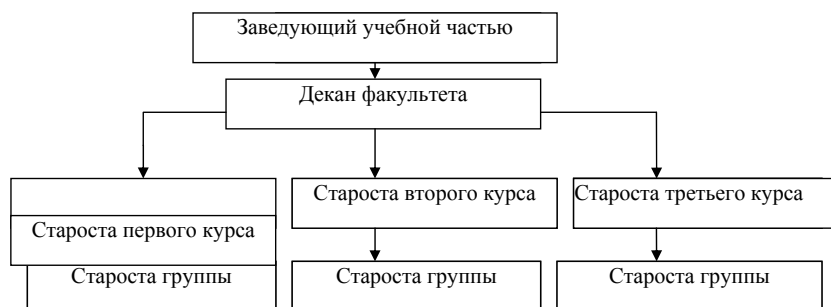 Заведующий учебной частью
Декан факультета
Староста второго курса
Староста третьего курса
Староста первого курса
Староста группы
Староста группы
Староста группы